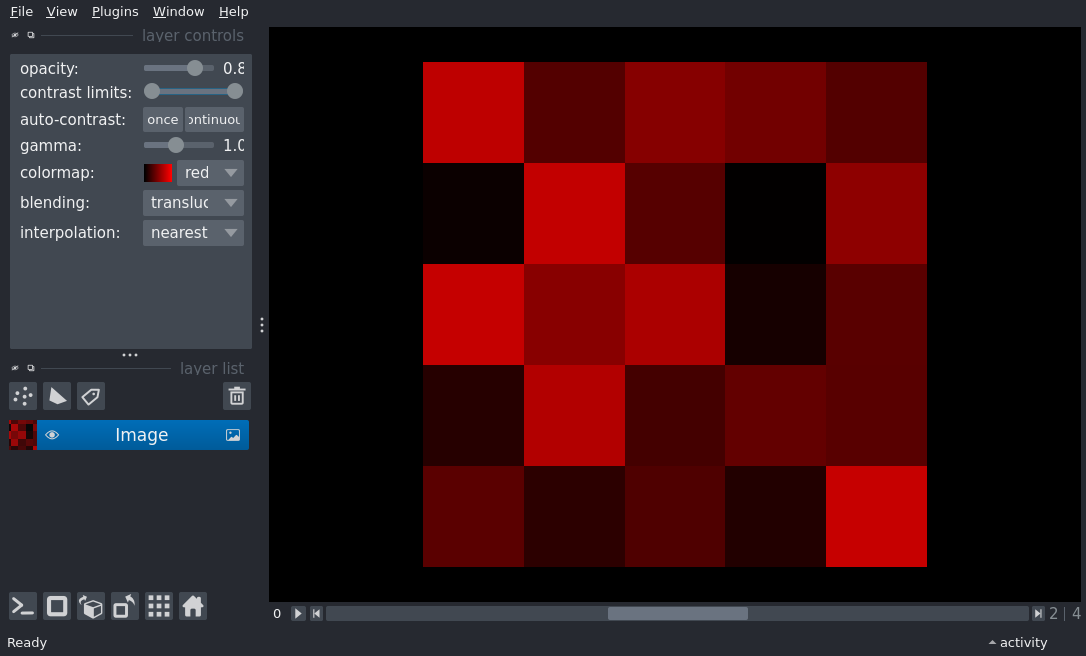 File View Plugins Window Help
layer controls
opacity: 0.8
contrast limits:
auto-contrast: once ontinuou
gamma: 1.0
colormap: red
blending: transluc
interpolation: nearest
layer list
Image
0 2 | 4
Ready activity